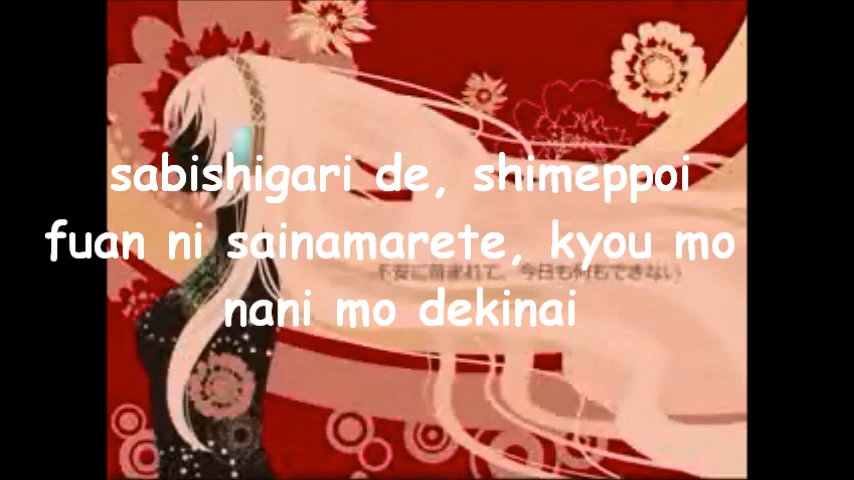 sabishigari de, shimeppoi
fuan ni sainamarete, kyou mo
不安に苛まれて、今日も何もできない
nani mo dekinai